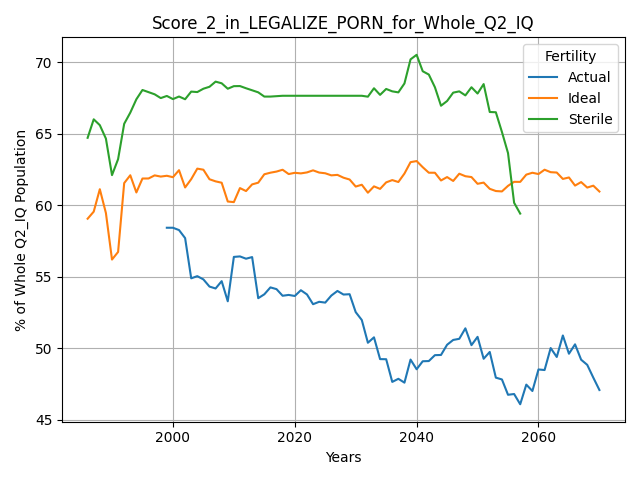 Score_2_in_LEGALIZE_PORN_for_Whole_Q2_IQ
Fertility
Actual
Ideal
Sterile
% of Whole Q2_IQ Population
70
65
60
55
50
45
2000
2020
2040
2060
Years